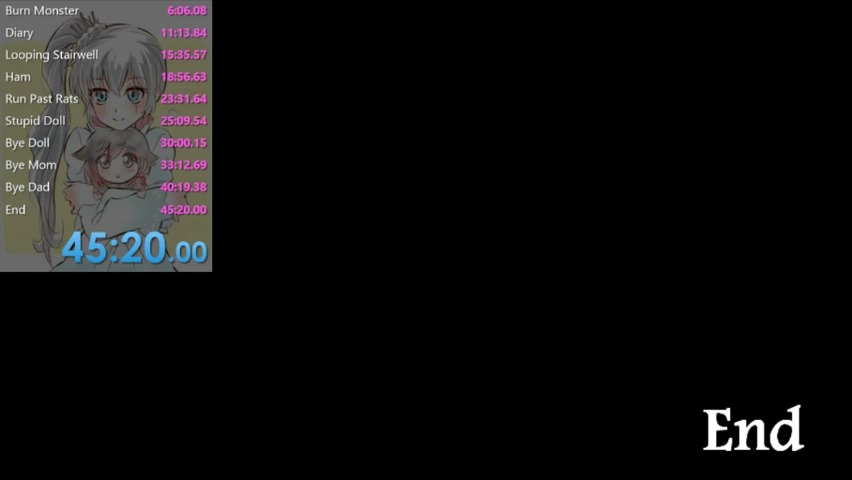 Burn Monster 6:06.08
Diary 11:13.84
Looping Stairwell 15:35.57
Ham 18:56.63
Run Past Rats 23:31.64
Stupid Doll 25:09.54
Bye Doll 30:00.15
Bye Mom 33:12.69
Bye Dad 40:19.38
End 45:20.00
45:20.00
End